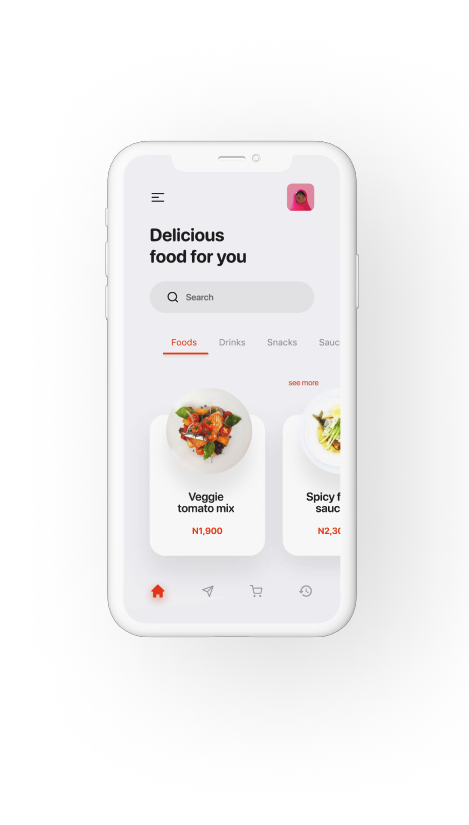 Delicious
food for you
Search
Foods Drinks Snacks Sauc
see more
Veggie
tomato mix
N1,900
Spicy f
sauc
N2,30